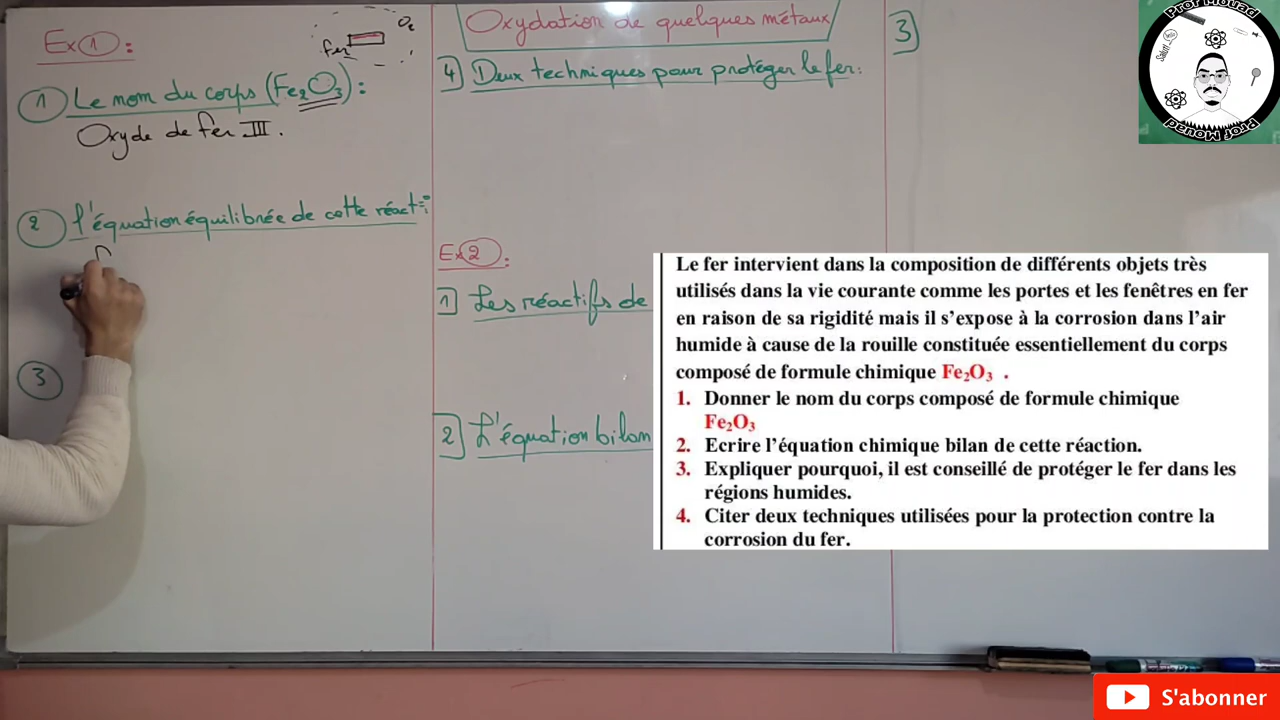 Ex 1 :
fer
O₂
1 Le nom du corps (Fe₂O₃) :
Oxyde de fer III .
2 l'équation équilibrée de cette réact° :
3
Oxydation de quelques métaux
4 Deux techniques pour protéger le fer :
Ex 2 :
1 Les réactifs de
2 L'équation bilan
3
Prof Mouad
Salut!
Prof Mouad
Le fer intervient dans la composition de différents objets très
utilisés dans la vie courante comme les portes et les fenêtres en fer
en raison de sa rigidité mais il s'expose à la corrosion dans l'air
humide à cause de la rouille constituée essentiellement du corps
composé de formule chimique Fe₂O₃ .
1. Donner le nom du corps composé de formule chimique
Fe₂O₃
2. Ecrire l'équation chimique bilan de cette réaction.
3. Expliquer pourquoi, il est conseillé de protéger le fer dans les
régions humides.
4. Citer deux techniques utilisées pour la protection contre la
corrosion du fer.
S'abonner